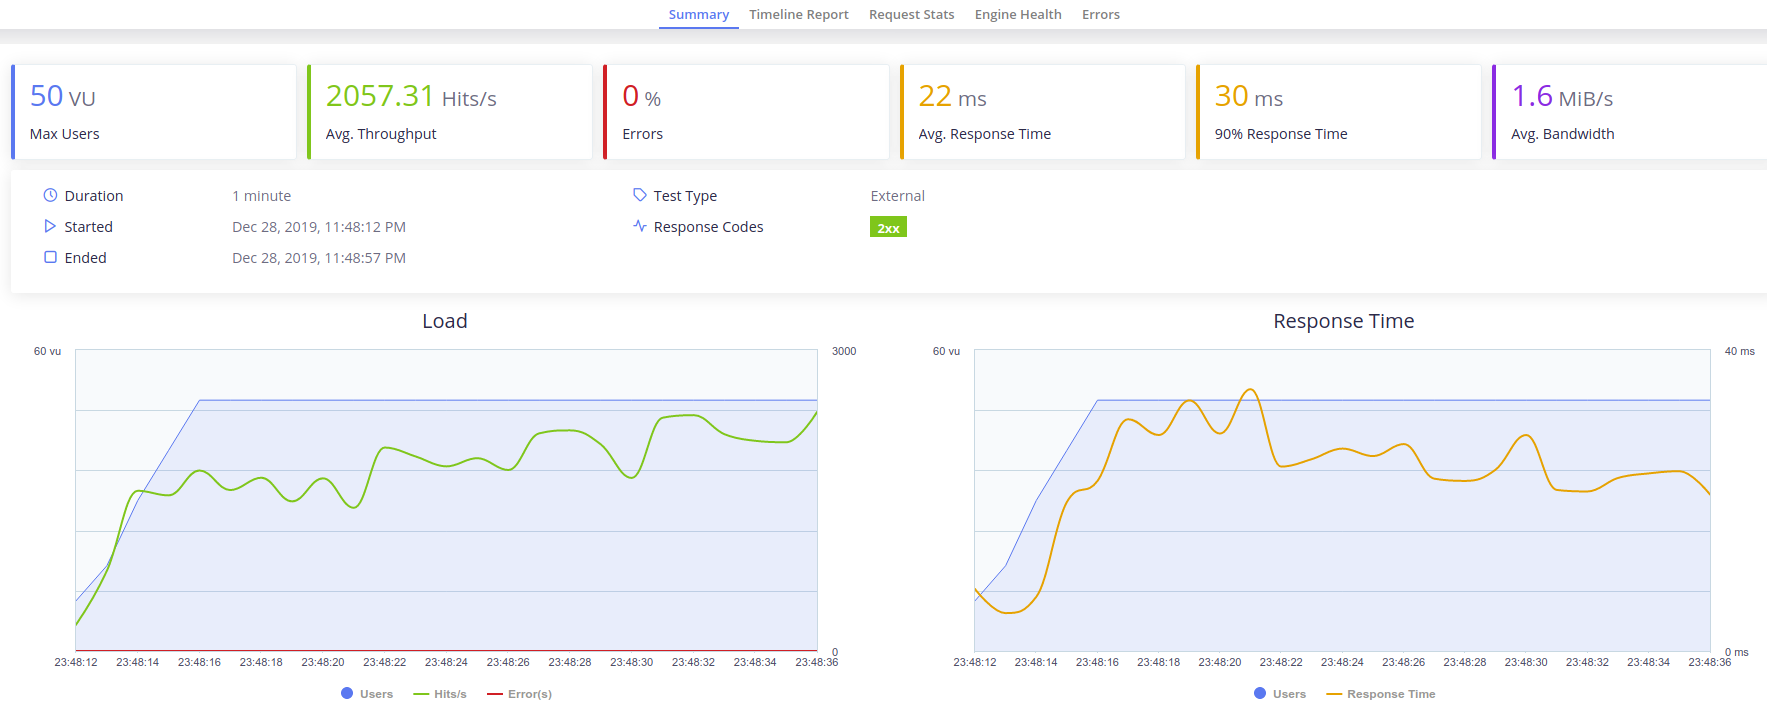 Summary Timeline Report Request Stats Engine Health Errors
50 VU 2057.31 Hits/s 0 % 22 ms 30 ms 1.6 MiB/s
Max Users Avg. Throughput Errors Avg. Response Time 90% Response Time Avg. Bandwidth
Duration 1 minute Test Type External
Started Dec 28, 2019, 11:48:12 PM Response Codes 2xx
Ended Dec 28, 2019, 11:48:57 PM
Load
60 vu 3000
0
23:48:12 23:48:14 23:48:16 23:48:18 23:48:20 23:48:22 23:48:24 23:48:26 23:48:28 23:48:30 23:48:32 23:48:34 23:48:36
Users Hits/s Error(s)
Response Time
60 vu 40 ms
0 ms
23:48:12 23:48:14 23:48:16 23:48:18 23:48:20 23:48:22 23:48:24 23:48:26 23:48:28 23:48:30 23:48:32 23:48:34 23:48:36
Users Response Time